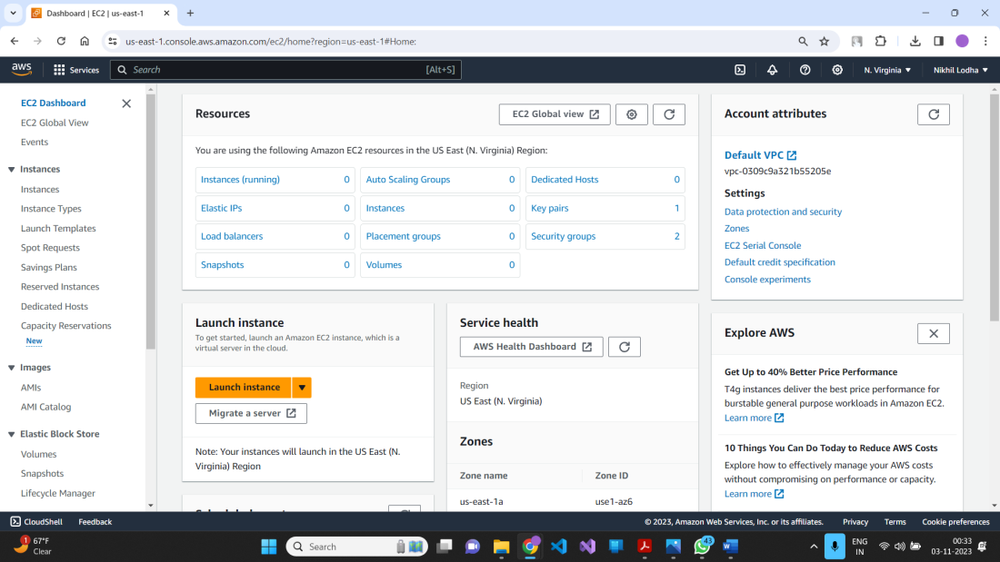 Dashboard | EC2 | us-east-1
us-east-1.console.aws.amazon.com/ec2/home?region=us-east-1#Home:
aws
Services
Search
[Alt+S]
N. Virginia
Nikhil Lodha
EC2 Dashboard
EC2 Global View
Events
Instances
Instances
Instance Types
Launch Templates
Spot Requests
Savings Plans
Reserved Instances
Dedicated Hosts
Capacity Reservations
New
Images
AMIs
AMI Catalog
Elastic Block Store
Volumes
Snapshots
Lifecycle Manager
Resources
EC2 Global view
You are using the following Amazon EC2 resources in the US East (N. Virginia) Region:
Instances (running) 0
Auto Scaling Groups 0
Dedicated Hosts 0
Elastic IPs 0
Instances 0
Key pairs 1
Load balancers 0
Placement groups 0
Security groups 2
Snapshots 0
Volumes 0
Launch instance
To get started, launch an Amazon EC2 instance, which is a
virtual server in the cloud.
Launch instance
Migrate a server
Note: Your instances will launch in the US East (N.
Virginia) Region
Service health
AWS Health Dashboard
Region
US East (N. Virginia)
Zones
Zone name
Zone ID
us-east-1a
use1-az6
Account attributes
Default VPC
vpc-0309c9a321b55205e
Settings
Data protection and security
Zones
EC2 Serial Console
Default credit specification
Console experiments
Explore AWS
Get Up to 40% Better Price Performance
T4g instances deliver the best price performance for
burstable general purpose workloads in Amazon EC2.
Learn more
10 Things You Can Do Today to Reduce AWS Costs
Explore how to effectively manage your AWS costs
without compromising on performance or capacity.
Learn more
CloudShell
Feedback
© 2023, Amazon Web Services, Inc. or its affiliates.
Privacy
Terms
Cookie preferences
1
67°F
Clear
Search
43
ENG
IN
00:33
03-11-2023